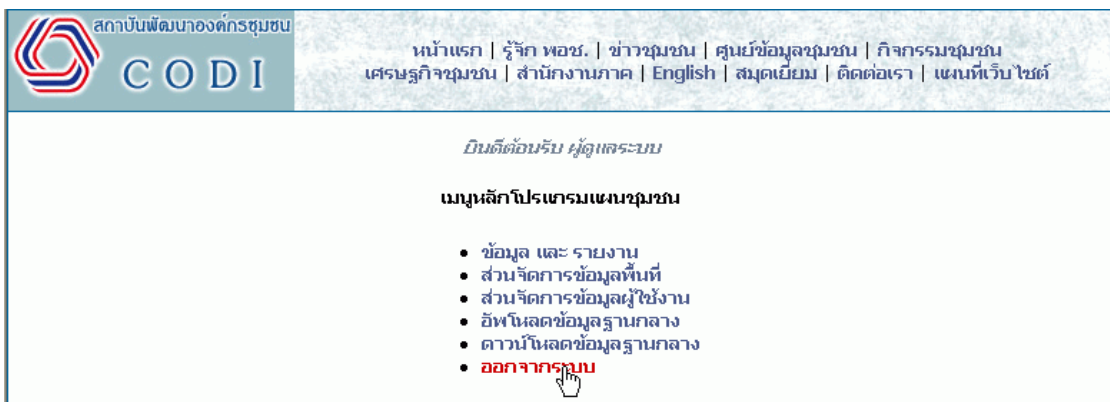 สถาบันพัฒนาองค์กรชุมชน
CODI
หน้าแรก | รู้จัก พอช. | ข่าวชุมชน | ศูนย์ข้อมูลชุมชน | กิจกรรมชุมชน
เศรษฐกิจชุมชน | สำนักงานภาค | English | สมุดเยี่ยม | ติดต่อเรา | แผนที่เว็บไซต์
ยินดีต้อนรับ ผู้ดูแลระบบ
เมนูหลักโปรแกรมแผนชุมชน
• ข้อมูล และ รายงาน
• ส่วนจัดการข้อมูลพื้นที่
• ส่วนจัดการข้อมูลผู้ใช้งาน
• อัพโหลดข้อมูลฐานกลาง
• ดาวน์โหลดข้อมูลฐานกลาง
• ออกจากระบบ